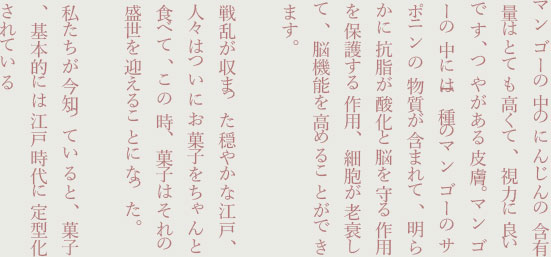 マンゴーの中のにんじんの含有
量はとても高くて、視力に良い
です、つやがある皮膚。マンゴ
ーの中には一種のマンゴーのサ
ポニンの物質が含まれて、明ら
かに抗脂が酸化と脳を守る作用
を保護する作用、細胞が老衰し
て、脳機能を高めることができ
ます。
戦乱が収まった穏やかな江戸、
人々はついにお菓子をちゃんと
食べて、この時、菓子はそれの
盛世を迎えることになった。
私たちが今知っていると、菓子
、基本的には江戸時代に定型化
されている